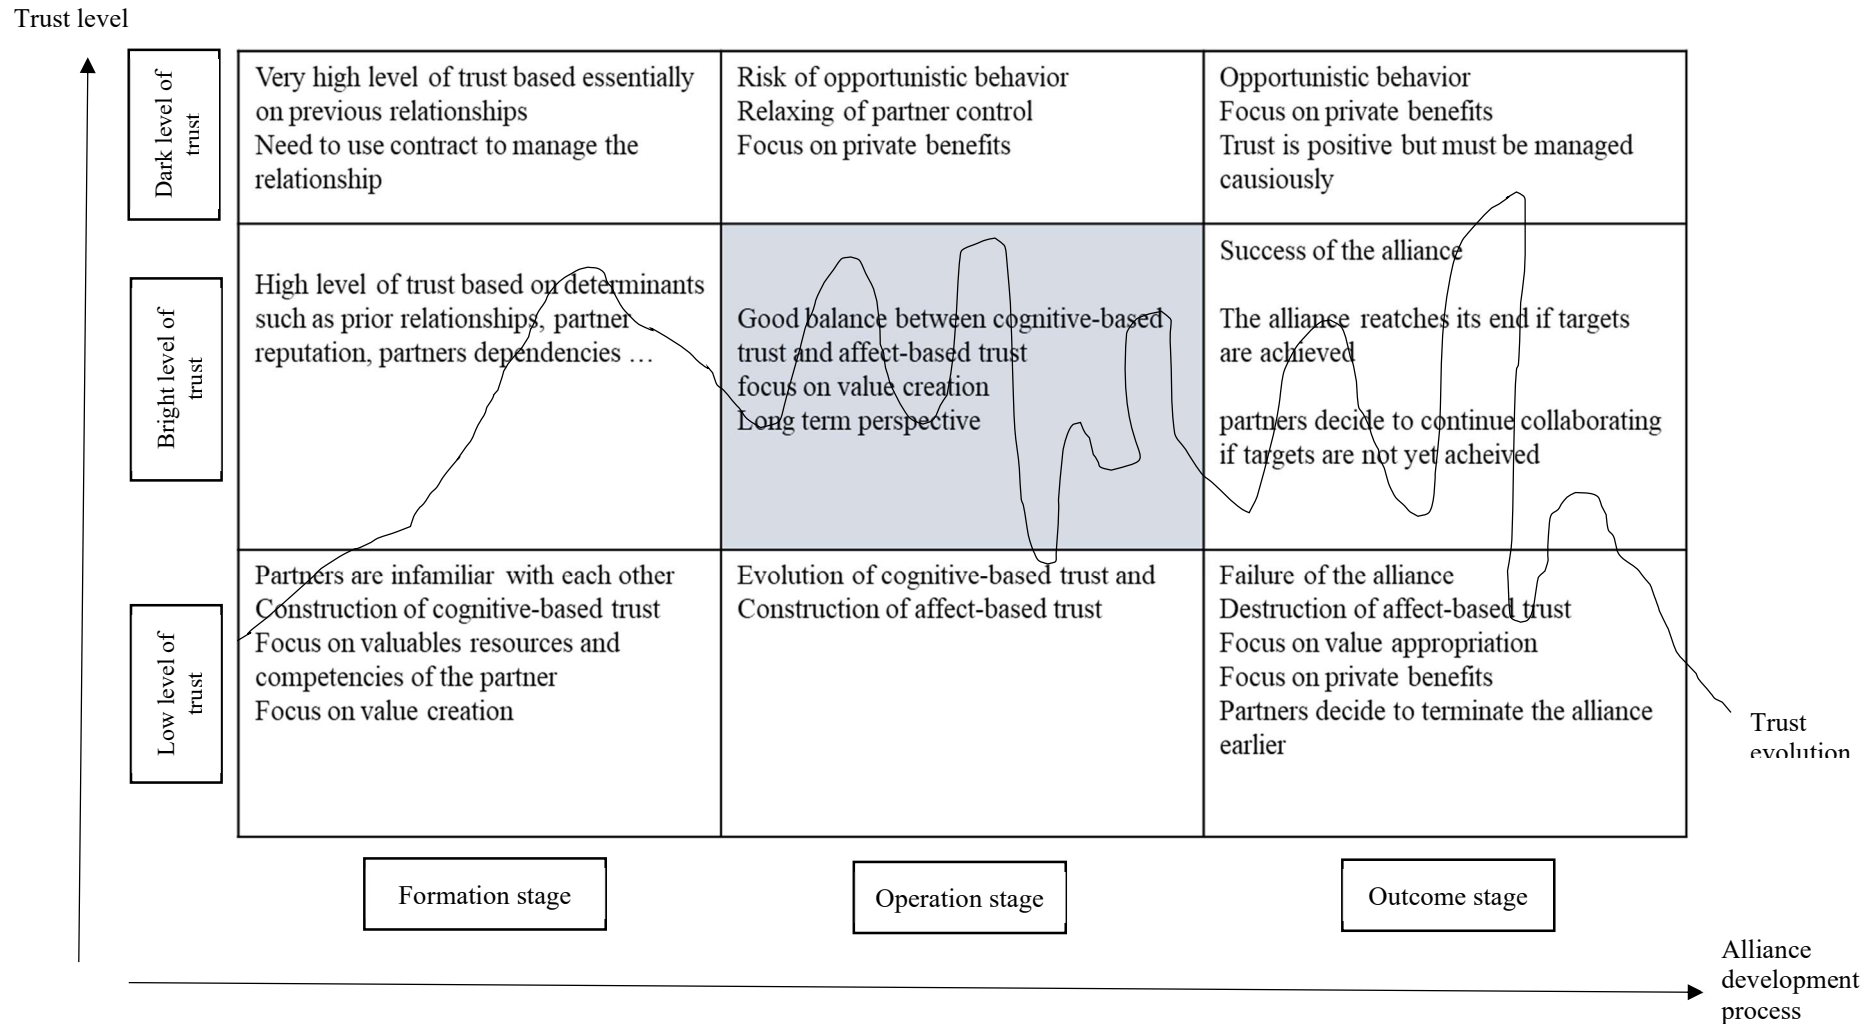 Trust level
Dark level of
trust
Very high level of trust based essentially
on previous relationships
Need to use contract to manage the
relationship
Risk of opportunistic behavior
Relaxing of partner control
Focus on private benefits
Opportunistic behavior
Focus on private benefits
Trust is positive but must be managed
causiously
Bright level of
trust
High level of trust based on determinants
such as prior relationships, partner
reputation, partners dependencies …
Good balance between cognitive-based
trust and affect-based trust
focus on value creation
Long term perspective
Success of the alliance
The alliance reatches its end if targets
are achieved
partners decide to continue collaborating
if targets are not yet acheived
Low level of
trust
Partners are infamiliar with each other
Construction of cognitive-based trust
Focus on valuables resources and
competencies of the partner
Focus on value creation
Evolution of cognitive-based trust and
Construction of affect-based trust
Failure of the alliance
Destruction of affect-based trust
Focus on value appropriation
Focus on private benefits
Partners decide to terminate the alliance
earlier
Trust
evolution
Formation stage
Operation stage
Outcome stage
Alliance
development
process